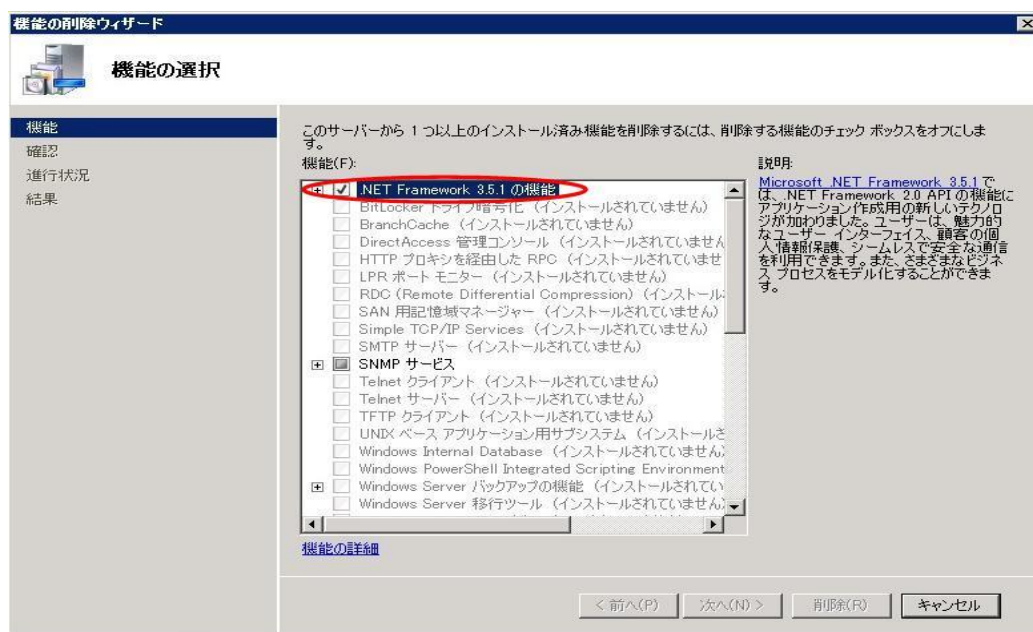 機能の削除ウィザード
機能の選択
機能
確認
進行状況
結果
このサーバーから 1 つ以上のインストール済み機能を削除するには、削除する機能のチェック ボックスをオフにしま
す。
機能(F):
.NET Framework 3.5.1 の機能
BitLocker ドライブ暗号化 (インストールされていません)
BranchCache (インストールされていません)
DirectAccess 管理コンソール (インストールされていません
HTTP プロキシを経由した RPC (インストールされていませ
LPR ポート モニター (インストールされていません)
RDC (Remote Differential Compression) (インストール
SAN 用記憶域マネージャー (インストールされていません)
Simple TCP/IP Services (インストールされていません)
SMTP サーバー (インストールされていません)
SNMP サービス
Telnet クライアント (インストールされていません)
Telnet サーバー (インストールされていません)
TFTP クライアント (インストールされていません)
UNIX ベース アプリケーション用サブシステム (インストールさ
Windows Internal Database (インストールされていません)
Windows PowerShell Integrated Scripting Environment
Windows Server バックアップの機能 (インストールされてい
Windows Server 移行ツール (インストールされていません)
機能の詳細
説明:
Microsoft .NET Framework 3.5.1 で
は、.NET Framework 2.0 API の機能に
アプリケーション作成用の新しいテクノロ
ジが加わりました。ユーザーは、魅力的
なユーザー インターフェイス、顧客の個
人情報保護、シームレスで安全な通信
を利用できます。また、さまざまなビジネ
ス プロセスをモデル化することができま
す。
< 前へ(P)
次へ(N) >
削除(R)
キャンセル